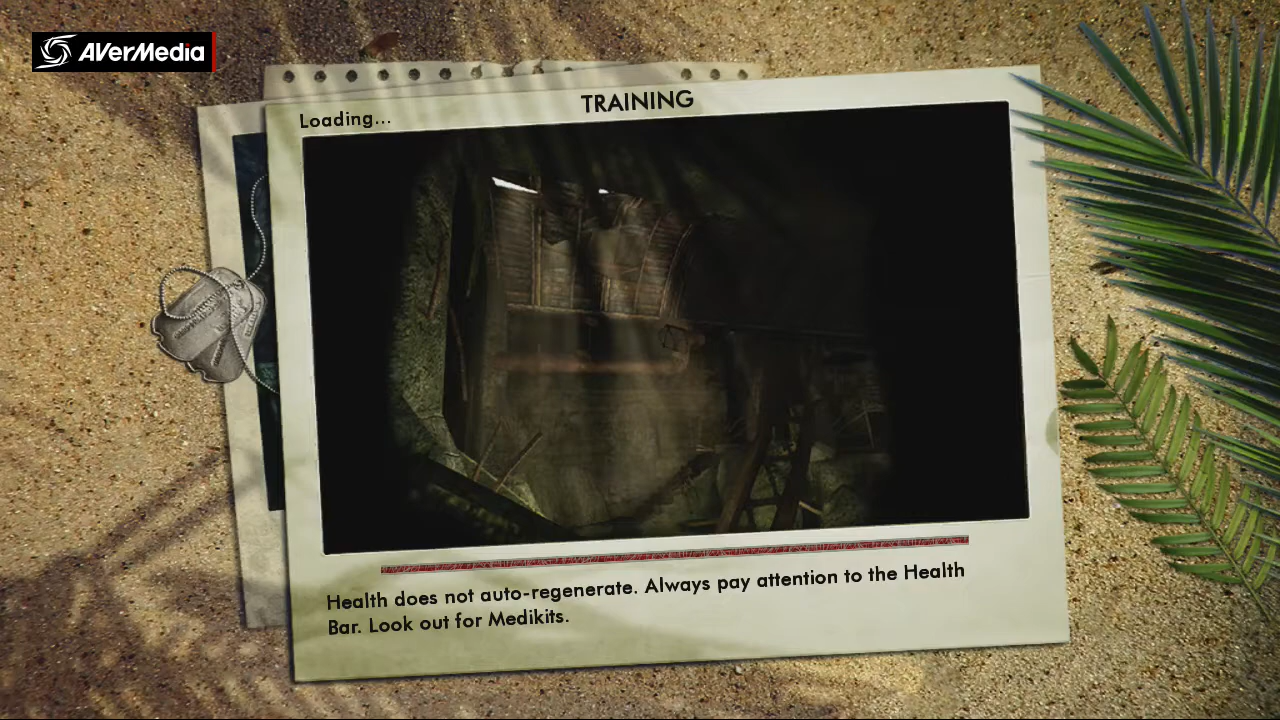 AVerMedia
TRAINING
Loading...
Health does not auto-regenerate. Always pay attention to the Health
Bar. Look out for Medikits.